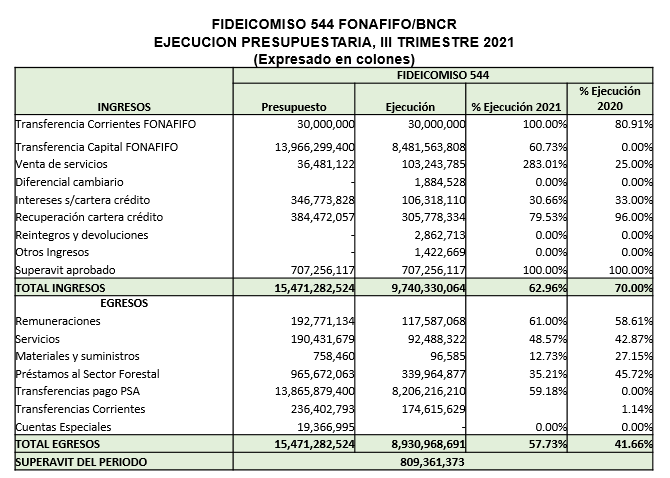 FIDEICOMISO 544 FONAFIFO/BNCR
EJECUCION PRESUPUESTARIA, III TRIMESTRE 2021
(Expresado en colones)
FIDEICOMISO 544
INGRESOS Presupuesto Ejecución % Ejecución 2021 % Ejecución 2020
Transferencia Corrientes FONAFIFO 30,000,000 30,000,000 100.00% 80.91%
Transferencia Capital FONAFIFO 13,966,299,400 8,481,563,808 60.73% 0.00%
Venta de servicios 36,481,122 103,243,785 283.01% 25.00%
Diferencial cambiario - 1,884,528 0.00% 0.00%
Intereses s/cartera crédito 346,773,828 106,318,110 30.66% 33.00%
Recuperación cartera crédito 384,472,057 305,778,334 79.53% 96.00%
Reintegros y devoluciones - 2,862,713 0.00% 0.00%
Otros Ingresos - 1,422,669 0.00% 0.00%
Superavit aprobado 707,256,117 707,256,117 100.00% 100.00%
TOTAL INGRESOS 15,471,282,524 9,740,330,064 62.96% 70.00%
EGRESOS
Remuneraciones 192,771,134 117,587,068 61.00% 58.61%
Servicios 190,431,679 92,488,322 48.57% 42.87%
Materiales y suministros 758,460 96,585 12.73% 27.15%
Préstamos al Sector Forestal 965,672,063 339,964,877 35.21% 45.72%
Transferencias pago PSA 13,865,879,400 8,206,216,210 59.18% 0.00%
Transferencias Corrientes 236,402,793 174,615,629 1.14%
Cuentas Especiales 19,366,995 - 0.00% 0.00%
TOTAL EGRESOS 15,471,282,524 8,930,968,691 57.73% 41.66%
SUPERAVIT DEL PERIODO 809,361,373